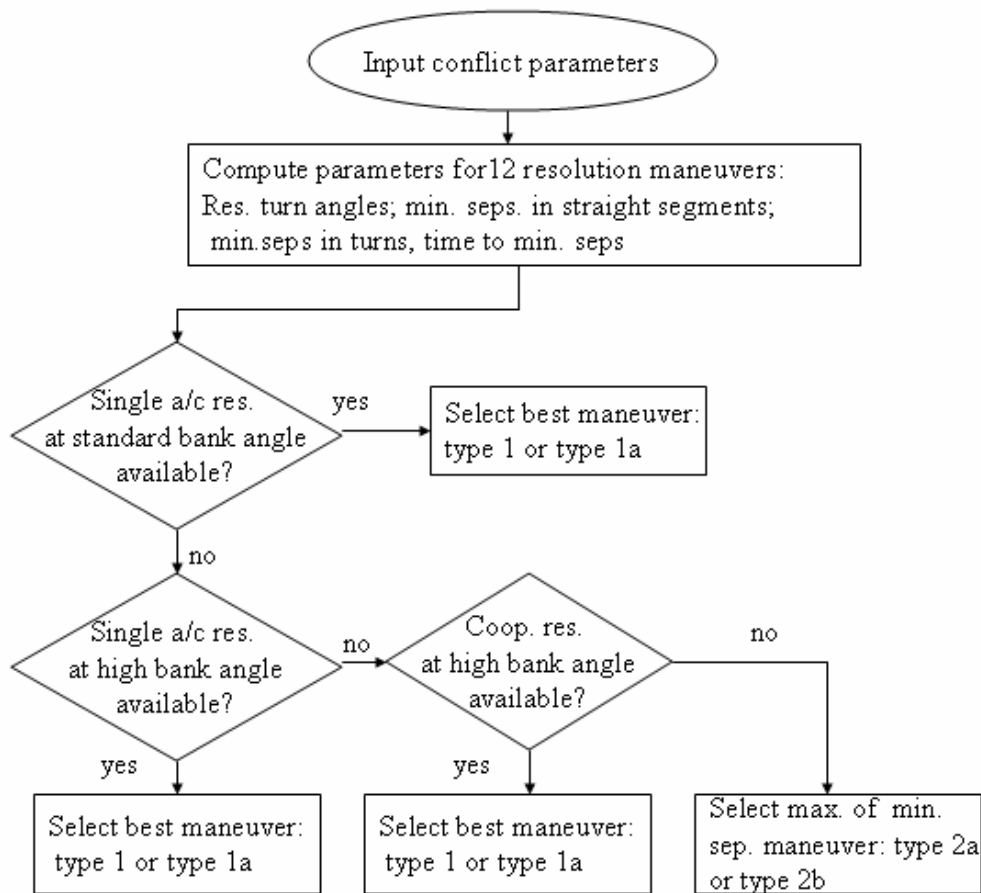 Input conflict parameters
Compute parameters for12 resolution maneuvers:
Res. turn angles; min. seps. in straight segments;
min.seps in turns, time to min. seps
Single a/c res.
at standard bank angle
available?
yes
Select best maneuver:
type 1 or type 1a
no
Single a/c res.
at high bank angle
available?
no
Coop. res.
at high bank angle
available?
no
yes
Select best maneuver:
type 1 or type 1a
yes
Select best maneuver:
type 1 or type 1a
Select max. of min.
sep. maneuver: type 2a
or type 2b